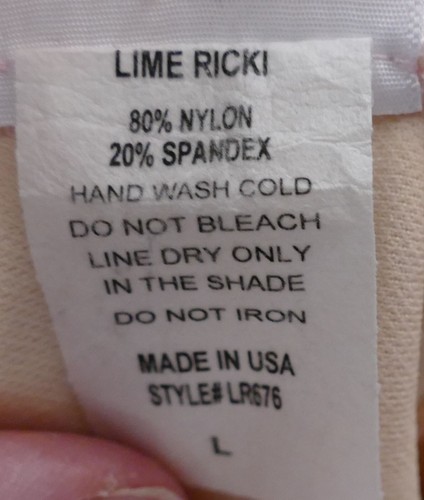 LIME RICKI
80% NYLON
20% SPANDEX
HAND WASH COLD
DO NOT BLEACH
LINE DRY ONLY
IN THE SHADE
DO NOT IRON
MADE IN USA
STYLE# LR676
L